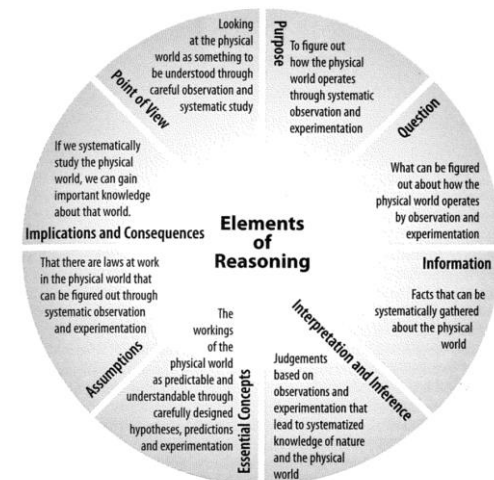 Elements
of
Reasoning
Purpose
To figure out
how the physical
world operates
through systematic
observation and
experimentation
Question
What can be figured
out about how the
physical world operates
by observation and
experimentation
Information
Facts that can be
systematically gathered
about the physical
world
Interpretation and Inference
Judgements
based on
observations and
experimentation that
lead to systematized
knowledge of nature
and the physical
world
Essential Concepts
The
workings
of the
physical world
as predictable and
understandable through
carefully designed
hypotheses, predictions
and experimentation
Assumptions
That there are laws at work
in the physical world that
can be figured out through
systematic observation
and experimentation
Implications and Consequences
If we systematically
study the physical
world, we can gain
important knowledge
about that world.
Point of View
Looking
at the physical
world as something to
be understood through
careful observation and
systematic study